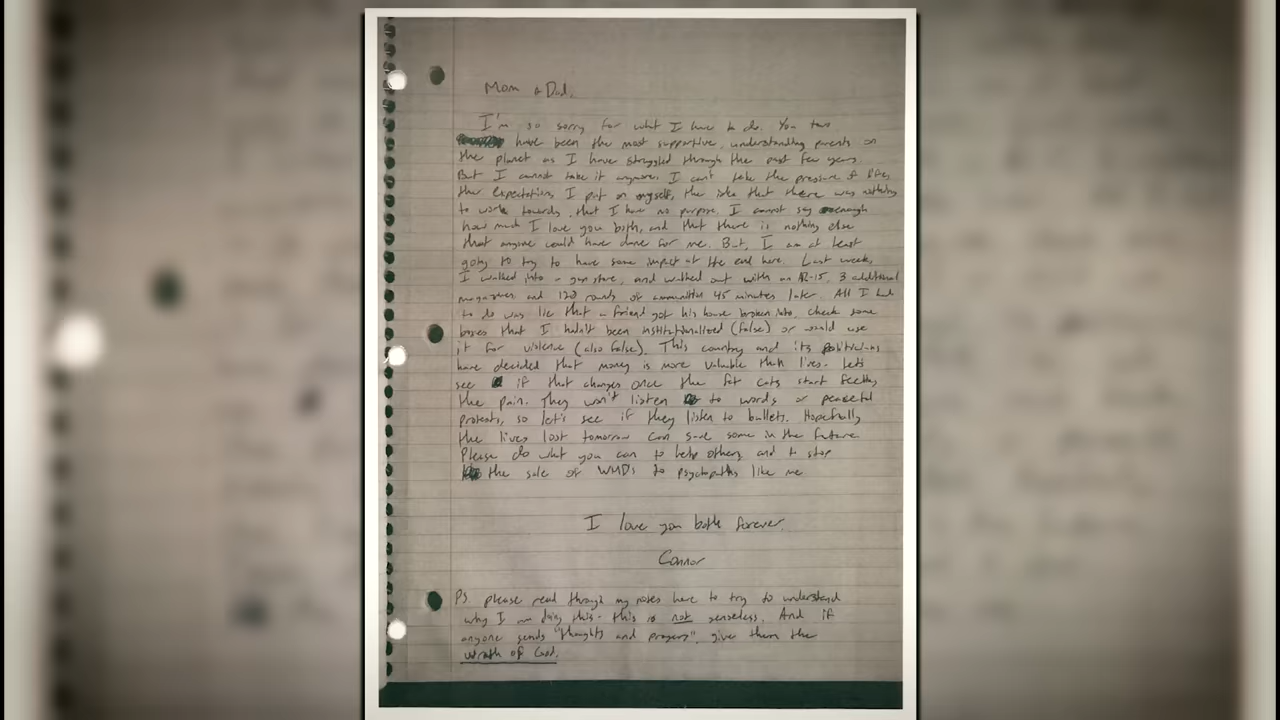 Mom & Dad,
I'm so sorry for what I have to do. You two
have been the most supportive, understanding parents on
the planet as I have struggled through the past few years
But I cannot take it anymore. I can't take the pressure of life,
the expectations I put on myself, the idea that there was nothing
to work towards, that I have no purpose. I cannot say enough
how much I love you both, and that there is nothing else
that anyone could have done for me. But, I am at least
going to try to have some impact at the end here. Last week,
I walked into a gun store, and walked out with an AR-15, 3 additional
magazines, and 120 rounds of ammunition 45 minutes later. All I had
to do was lie that a friend got his house broken into, check some
boxes that I hadn't been institutionalized (false) or would use
it for violence (also false). This country and its politicians
have decided that money is more valuable that lives. Let's
see if that changes once the fat cats start feeling
the pain. They won't listen to words or peaceful
protests, so let's see if they listen to bullets. Hopefully
the lives lost tomorrow can save some in the future.
Please do what you can to help others, and to stop
the sale of WMDs to psychopaths like me.
I love you both forever.
Connor
PS. please read through my notes here to try to understand
why I am doing this - this is not senseless. And if
anyone sends "thoughts and prayers", give them the
wrath of God.